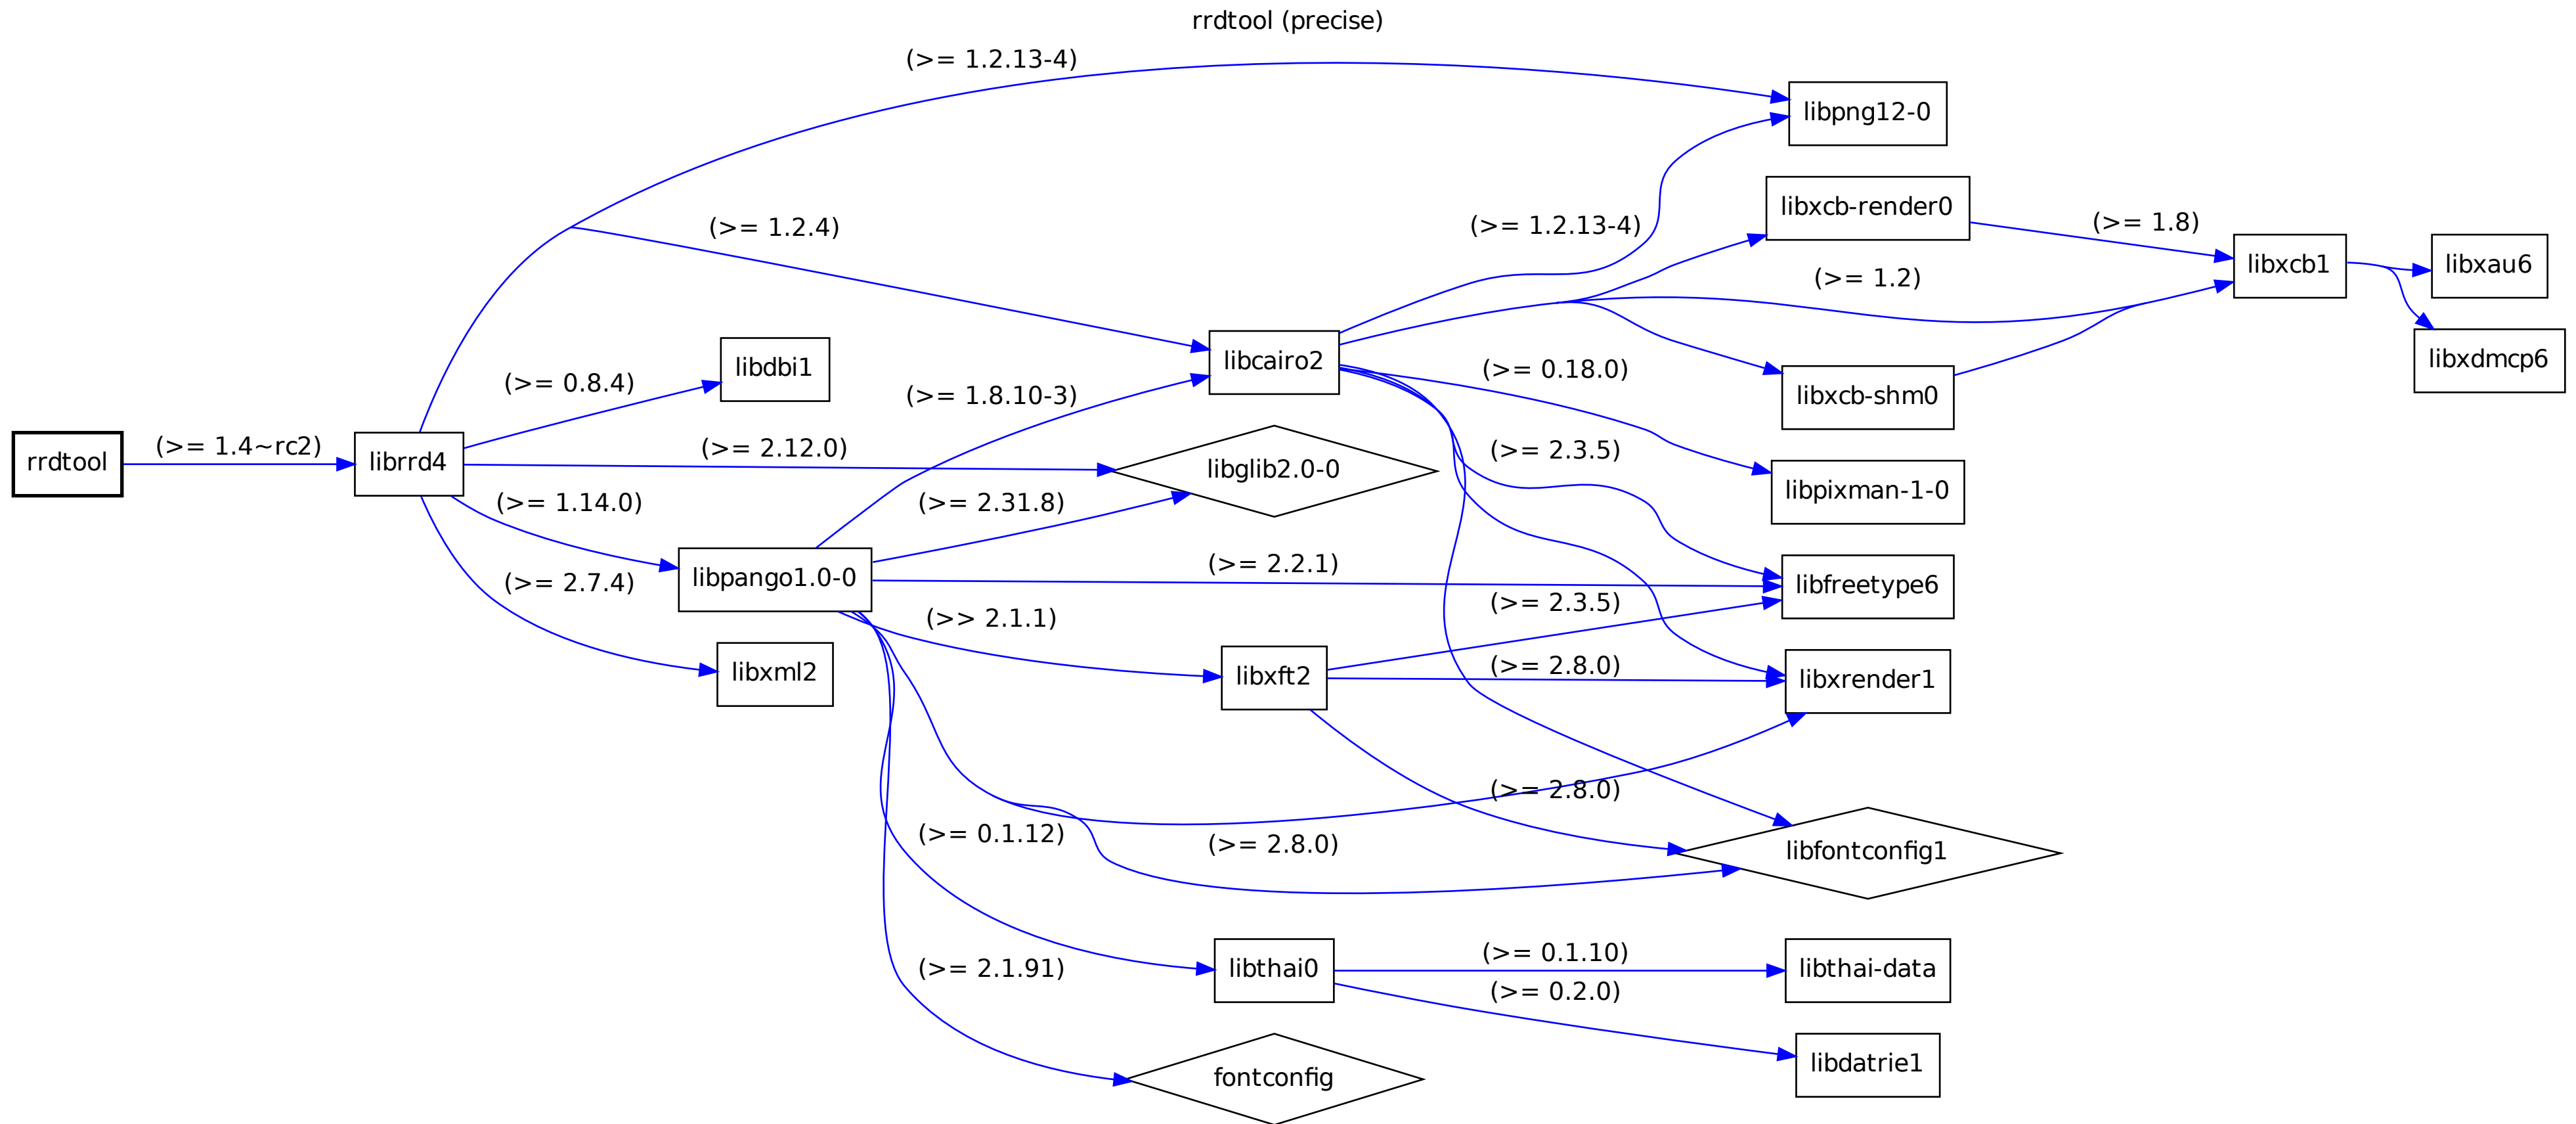 rrdtool (precise)
(>= 1.2.13-4)
libpng12-0
libxcb-render0
(>= 1.2.4)
(>= 1.2.13-4)
(>= 1.8)
libxcb1
libxau6
(>= 1.2)
libxdmcp6
libcairo2
libdbi1
(>= 0.8.4)
(>= 0.18.0)
(>= 1.8.10-3)
libxcb-shm0
rrdtool
(>= 1.4~rc2)
librrd4
(>= 2.12.0)
libglib2.0-0
(>= 2.3.5)
libpixman-1-0
(>= 1.14.0)
(>= 2.31.8)
libpango1.0-0
(>= 2.7.4)
(>= 2.2.1)
libfreetype6
(>> 2.1.1)
(>= 2.3.5)
libxml2
libxft2
(>= 2.8.0)
libxrender1
(>= 2.8.0)
(>= 0.1.12)
(>= 2.8.0)
libfontconfig1
(>= 2.1.91)
libthai0
(>= 0.1.10)
libthai-data
(>= 0.2.0)
fontconfig
libdatrie1